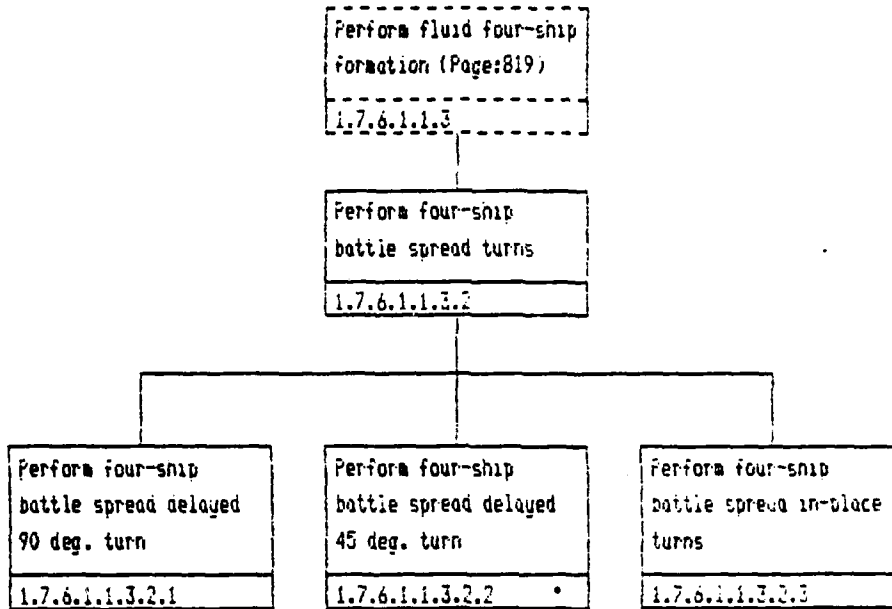 Perform fluid four-ship
formation (Page:819)
1.7.6.1.1.3
Perform four-ship
battle spread turns
1.7.6.1.1.3.2
Perform four-ship
battle spread delayed
90 deg. turn
1.7.6.1.1.3.2.1
Perform four-ship
battle spread delayed
45 deg. turn
1.7.6.1.1.3.2.2
Perform four-ship
battle spread in-place
turns
1.7.6.1.1.3.2.3